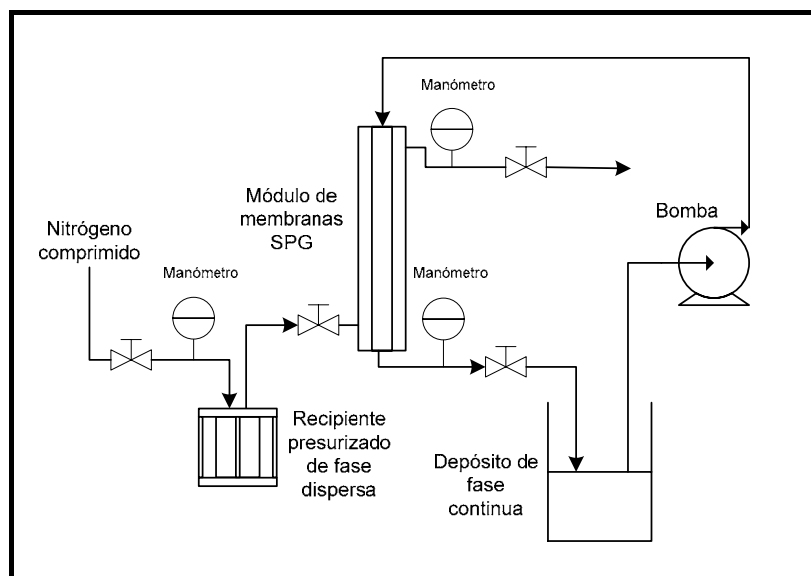 Manómetro
Módulo de
membranas
SPG
Bomba
Nitrógeno
comprimido
Manómetro
Manómetro
Recipiente
presurizado
de fase
dispersa
Depósito de
fase
continua